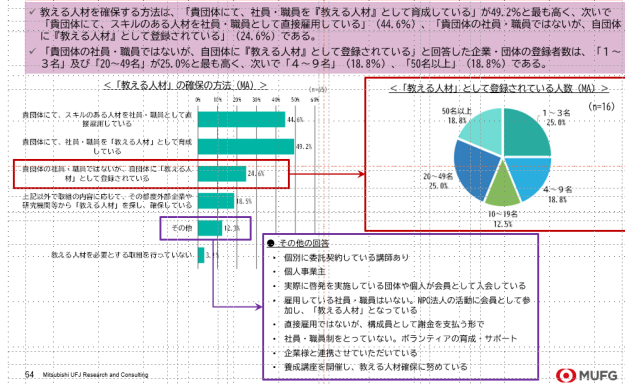 ✓ 教える人材を確保する方法は、「貴団体にて、社員・職員を『教える人材』として育成している」が49.2%と最も高く、次いで
「貴団体にて、スキルのある人材を社員・職員として直接雇用している」（44.6%）、「貴団体の社員・職員ではないが、自団体
に『教える人材』として登録されている」（24.6%）である。
✓ 「貴団体の社員・職員ではないが、自団体に『教える人材』として登録されている」と回答した企業・団体の登録者数は、「1～
3名」及び「20～49名」が25.0%と最も高く、次いで「4～9名」（18.8%）、「50名以上」（18.8%）である。
＜「教える人材」の確保の方法（MA）＞
(n=65)
0% 10% 20% 30% 40% 50% 60%
貴団体にて、スキルのある人材を社員・職員として直
接雇用している
44.6%
貴団体にて、社員・職員を『教える人材』として育成
している
49.2%
貴団体の社員・職員ではないが、自団体に『教える人
材』として登録されている
24.6%
上記以外で取組の内容に応じて、その都度外部企業や
研究機関等から「教える人材」を探し、確保している
18.5%
その他
12.3%
教える人材を必要とする取組を行っていない
3.1%
＜「教える人材」として登録されている人数（MA）＞
(n=16)
50名以上
18.8%
1～3名
25.0%
20～49名
25.0%
4～9名
18.8%
10～19名
12.5%
● その他の回答
・ 個別に委託契約している講師あり
・ 個人事業主
・ 実際に啓発を実施している団体や個人が会員として入会している
・ 雇用している社員・職員はいない。NPO法人の活動に会員として参
加し、「教える人材」となっている
・ 直接雇用ではないが、構成員として謝金を支払う形で
・ 社員・職員制をとっていない。ボランティアの育成・サポート
・ 企業様と連携させていただいている
・ 養成講座を開催し、教える人材確保に努めている
54 Mitsubishi UFJ Research and Consulting
MUFG